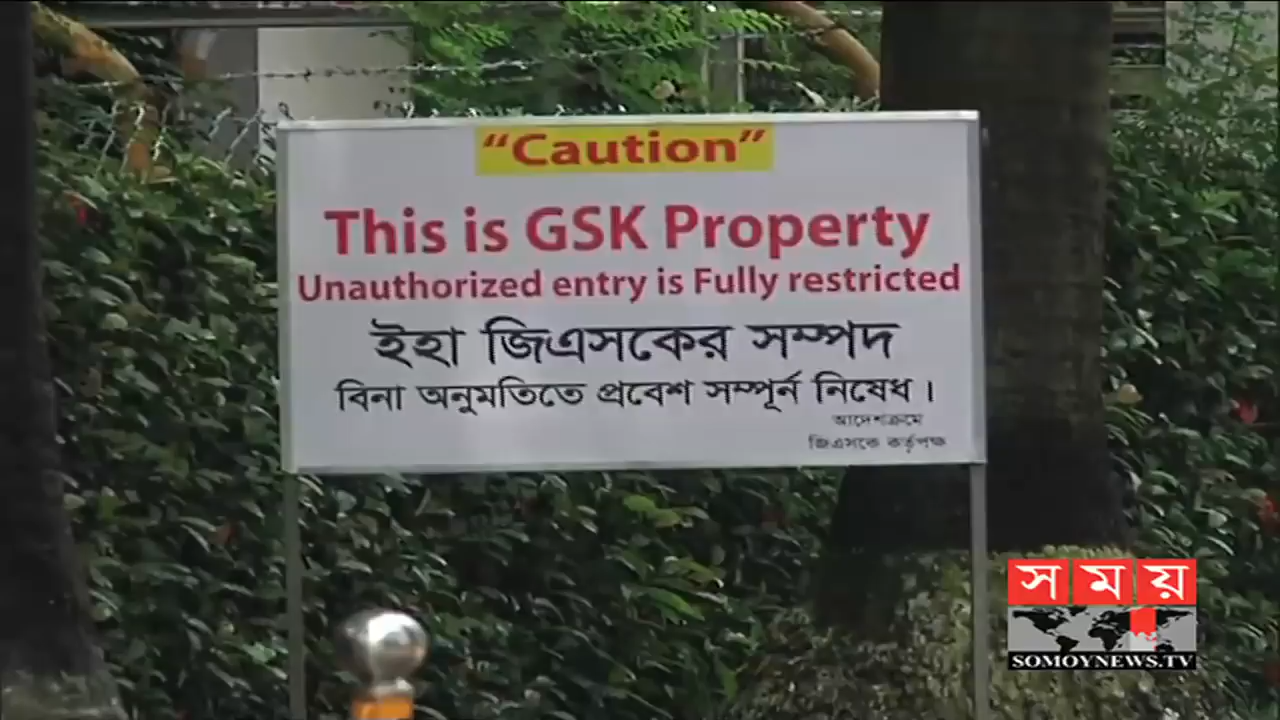 “Caution”
This is GSK Property
Unauthorized entry is Fully restricted
ইহা জিএসকের সম্পদ
বিনা অনুমতিতে প্রবেশ সম্পূর্ন নিষেধ।
আদেশক্রমে
জিএসকে কর্তৃপক্ষ
সময়
SOMOYNEWS.TV